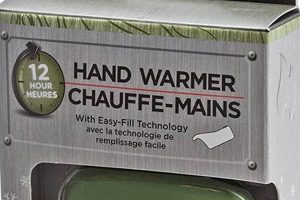 12
HOUR
HEURES
HAND WARMER
CHAUFFE-MAINS
With Easy-Fill Technology
avec la technologie de
remplissage facile